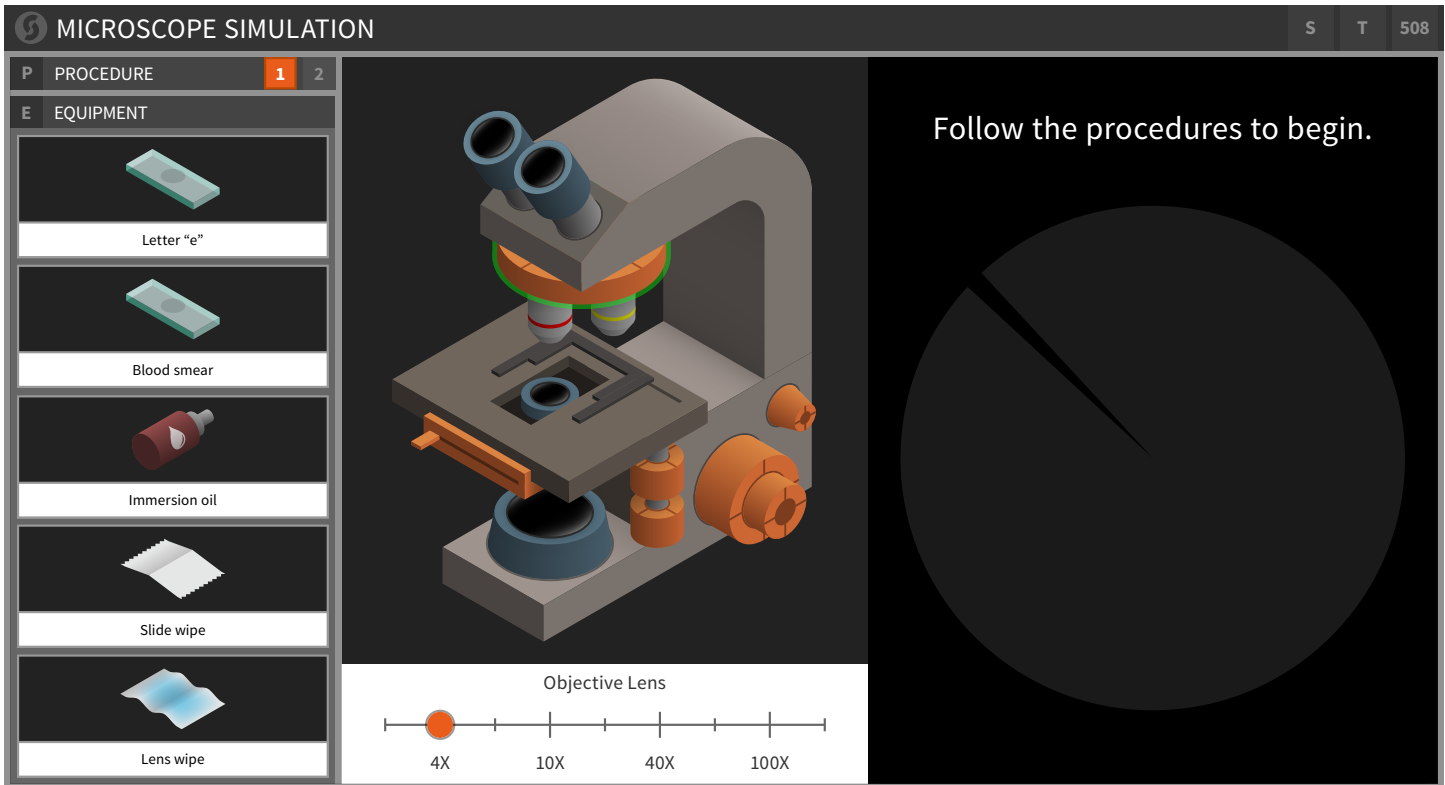 MICROSCOPE SIMULATION
S T 508
P PROCEDURE 1 2
E EQUIPMENT
Letter “e”
Blood smear
Immersion oil
Slide wipe
Lens wipe
Objective Lens
4X 10X 40X 100X
Follow the procedures to begin.